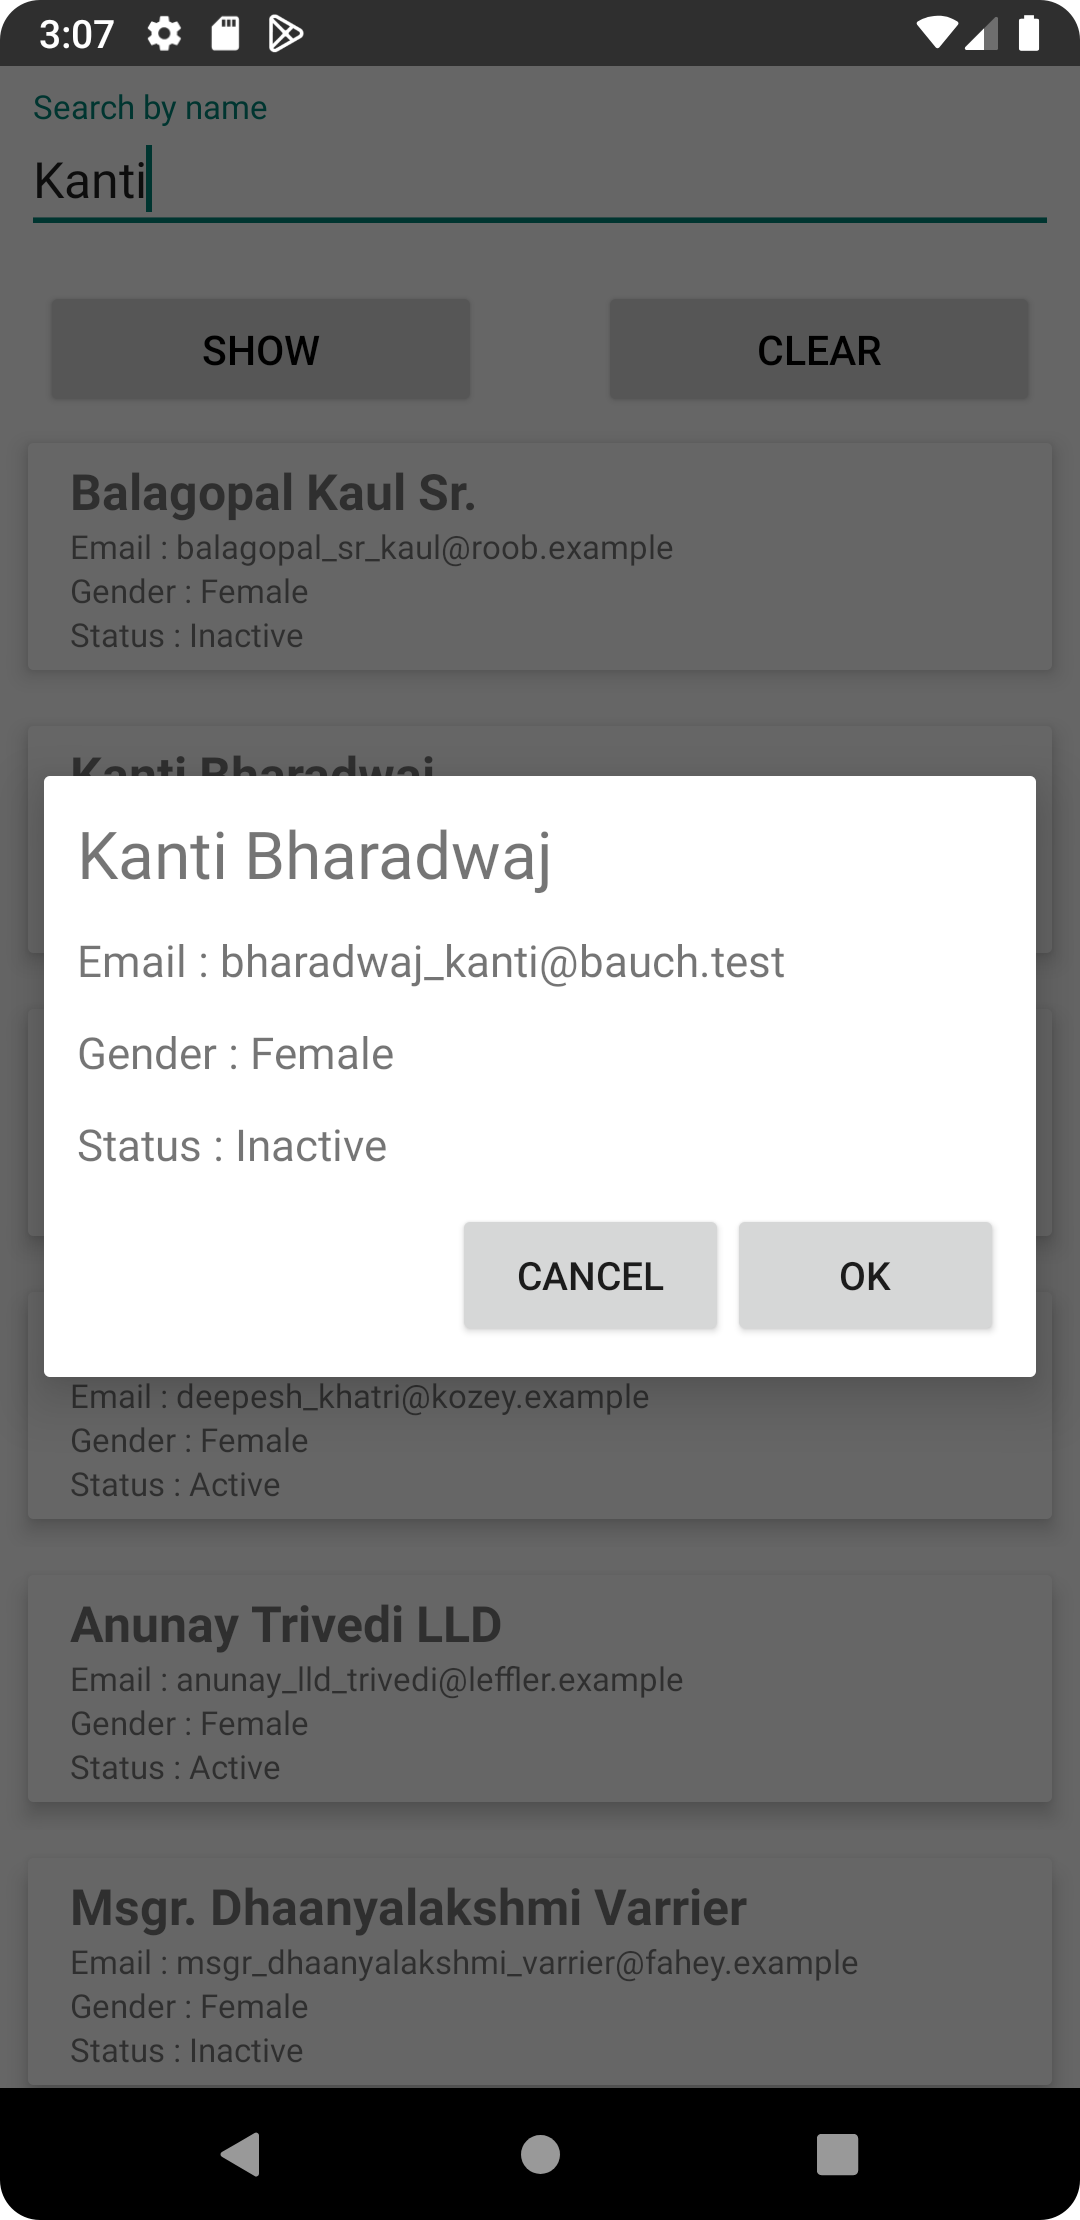 3:07
Search by name
Kanti
SHOW
CLEAR
Balagopal Kaul Sr.
Email : balagopal_sr_kaul@roob.example
Gender : Female
Status : Inactive
Kanti Bharadwaj
Kanti Bharadwaj
Email : bharadwaj_kanti@bauch.test
Gender : Female
Status : Inactive
CANCEL
OK
Email : deepesh_khatri@kozey.example
Gender : Female
Status : Active
Anunay Trivedi LLD
Email : anunay_lld_trivedi@leffler.example
Gender : Female
Status : Active
Msgr. Dhaanyalakshmi Varrier
Email : msgr_dhaanyalakshmi_varrier@fahey.example
Gender : Female
Status : Inactive